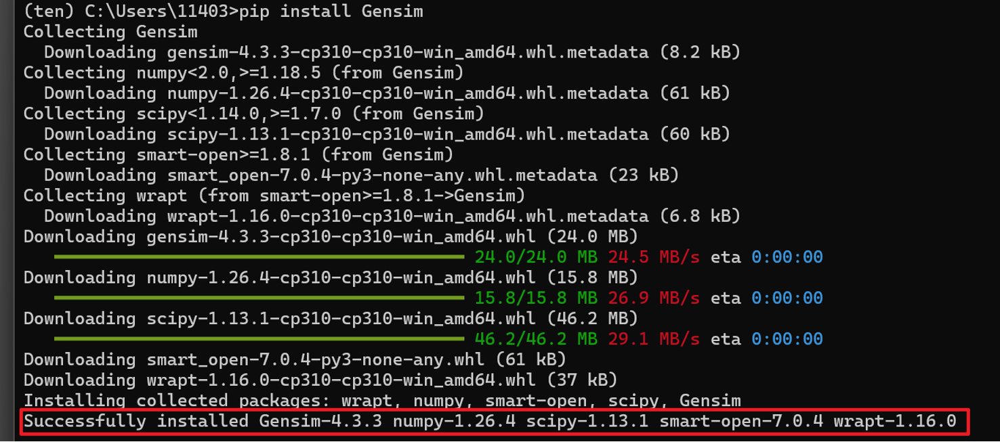 (ten) C:\Users\11403>pip install Gensim
Collecting Gensim
  Downloading gensim-4.3.3-cp310-cp310-win_amd64.whl.metadata (8.2 kB)
Collecting numpy<2.0,>=1.18.5 (from Gensim)
  Downloading numpy-1.26.4-cp310-cp310-win_amd64.whl.metadata (61 kB)
Collecting scipy<1.14.0,>=1.7.0 (from Gensim)
  Downloading scipy-1.13.1-cp310-cp310-win_amd64.whl.metadata (60 kB)
Collecting smart-open>=1.8.1 (from Gensim)
  Downloading smart_open-7.0.4-py3-none-any.whl.metadata (23 kB)
Collecting wrapt (from smart-open>=1.8.1->Gensim)
  Downloading wrapt-1.16.0-cp310-cp310-win_amd64.whl.metadata (6.8 kB)
Downloading gensim-4.3.3-cp310-cp310-win_amd64.whl (24.0 MB)
24.0/24.0 MB 24.5 MB/s eta 0:00:00
Downloading numpy-1.26.4-cp310-cp310-win_amd64.whl (15.8 MB)
15.8/15.8 MB 26.9 MB/s eta 0:00:00
Downloading scipy-1.13.1-cp310-cp310-win_amd64.whl (46.2 MB)
46.2/46.2 MB 29.1 MB/s eta 0:00:00
Downloading smart_open-7.0.4-py3-none-any.whl (61 kB)
Downloading wrapt-1.16.0-cp310-cp310-win_amd64.whl (37 kB)
Installing collected packages: wrapt, numpy, smart-open, scipy, Gensim
Successfully installed Gensim-4.3.3 numpy-1.26.4 scipy-1.13.1 smart-open-7.0.4 wrapt-1.16.0